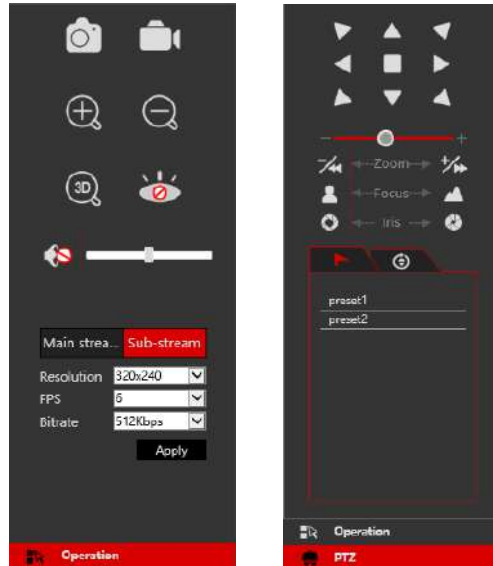 3D
Main strea... Sub-stream
Resolution 320x240
FPS 6
Bitrate 512Kbps
Apply
Operation
- +
Zoom
Focus
Iris
preset1
preset2
Operation
PTZ